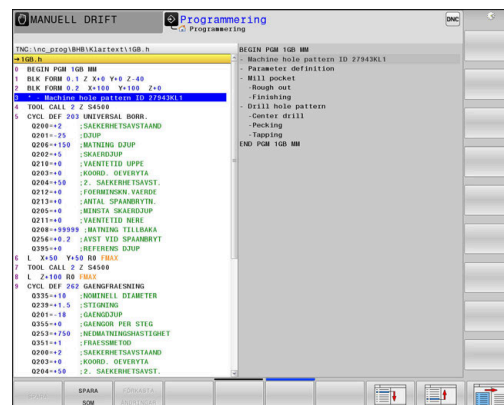 MANUELL DRIFT
Programmering
Programmering
DNC
TNC:\nc_prog\BHB\Klartext\1GB.h
→1GB.h
0 BEGIN PGM 1GB MM
1 BLK FORM 0.1 Z X+0 Y+0 Z-40
2 BLK FORM 0.2 X+100 Y+100 Z+0
3 * - Machine hole pattern ID 27943KL1
4 TOOL CALL 2 Z S4500
5 CYCL DEF 203 UNIVERSAL BORR.
Q200=+2 ;SAEKERHETSAVSTAAND
Q201=-25 ;DJUP
Q206=+150 ;MATNING DJUP
Q202=+5 ;SKAERDJUP
Q210=+0 ;VAENTETID UPPE
Q203=+0 ;KOORD. OEVERYTA
Q204=+50 ;2. SAEKERHETSAVST.
Q212=+0 ;FOERMINSKN.VAERDE
Q213=+0 ;ANTAL SPAANBRYTN.
Q205=+0 ;MINSTA SKAERDJUP
Q211=+0 ;VAENTETID NERE
Q208=+99999 ;MATNING TILLBAKA
Q256=+0.2 ;AVST VID SPAANBRYT
Q395=+0 ;REFERENS DJUP
6 L X+50 Y+50 R0 FMAX
7 TOOL CALL 2 Z S4500
8 L Z+100 R0 FMAX
9 CYCL DEF 262 GAENGFRAESNING
Q335=+10 ;NOMINELL DIAMETER
Q239=+1.5 ;STIGNING
Q201=-18 ;GAENGDJUP
Q355=+0 ;GAENGOR PER STEG
Q253=+750 ;NEDMATNINGSHASTIGHET
Q351=+1 ;FRAESMETOD
Q200=+2 ;SAEKERHETSAVSTAAND
Q203=+0 ;KOORD. OEVERYTA
Q204=+50 ;2. SAEKERHETSAVST.
BEGIN PGM 1GB MM
- Machine hole pattern ID 27943KL1
- Parameter definition
- Mill pocket
-Rough out
-Finishing
- Drill hole pattern
-Center drill
-Pecking
-Tapping
END PGM 1GB MM
SPARA
SOM